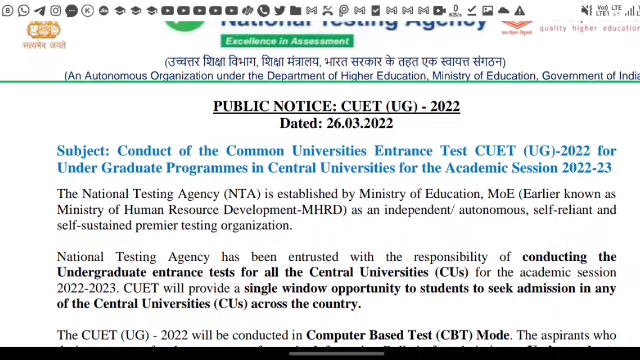 0
KB/s
Vo) LTE
LTE1
67
National Testing Agency
Excellence in Assessment
सत्यमेव जयते
quality higher education
(उच्चतर शिक्षा विभाग, शिक्षा मंत्रालय, भारत सरकार के तहत एक स्वायत्त संगठन)
(An Autonomous Organization under the Department of Higher Education, Ministry of Education, Government of India
PUBLIC NOTICE: CUET (UG) - 2022
Dated: 26.03.2022
Subject: Conduct of the Common Universities Entrance Test CUET (UG)-2022 for
Under Graduate Programmes in Central Universities for the Academic Session 2022-23
The National Testing Agency (NTA) is established by Ministry of Education, MoE (Earlier known as
Ministry of Human Resource Development-MHRD) as an independent/ autonomous, self-reliant and
self-sustained premier testing organization.
National Testing Agency has been entrusted with the responsibility of conducting the
Undergraduate entrance tests for all the Central Universities (CUs) for the academic session
2022-2023. CUET will provide a single window opportunity to students to seek admission in any
of the Central Universities (CUs) across the country.
The CUET (UG) - 2022 will be conducted in Computer Based Test (CBT) Mode. The aspirants who